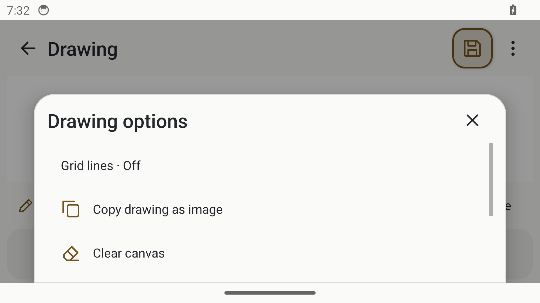 7:32
Drawing
Drawing options
Grid lines · Off
Copy drawing as image
Clear canvas